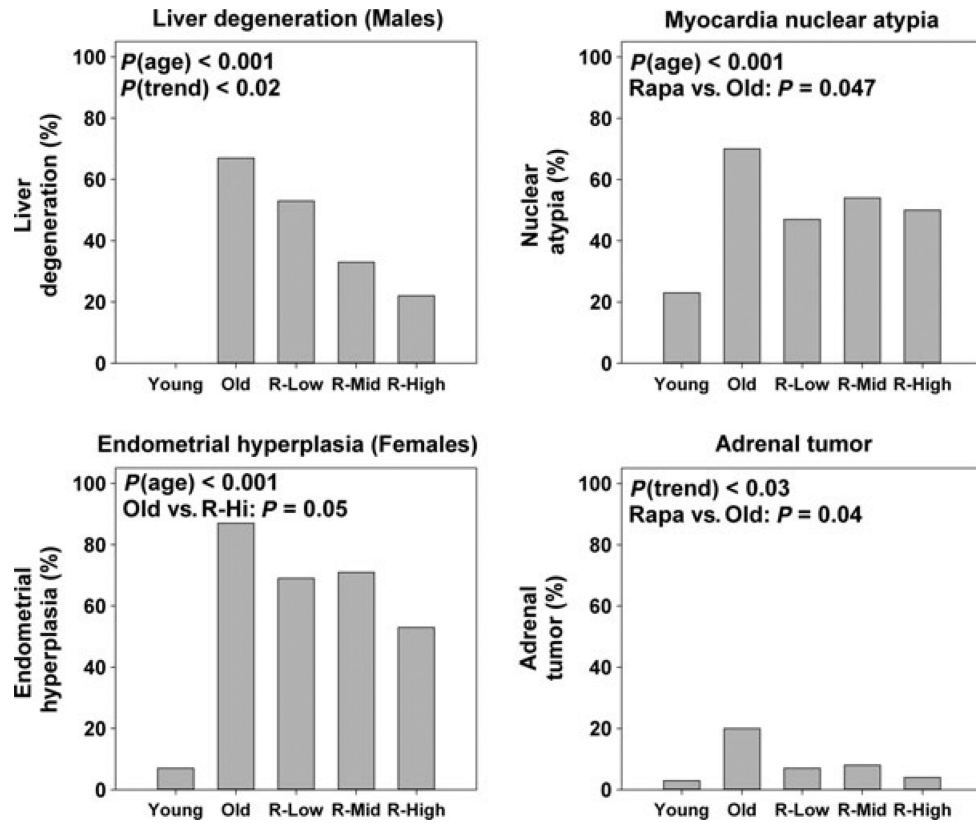 Liver degeneration (Males)
P(age) < 0.001
P(trend) < 0.02
Liver
degeneration (%)
100
80
60
40
20
0
Young Old R-Low R-Mid R-High
Myocardia nuclear atypia
P(age) < 0.001
Rapa vs. Old: P = 0.047
Nuclear
atypia (%)
100
80
60
40
20
0
Young Old R-Low R-Mid R-High
Endometrial hyperplasia (Females)
P(age) < 0.001
Old vs. R-Hi: P = 0.05
Endometrial
hyperplasia (%)
100
80
60
40
20
0
Young Old R-Low R-Mid R-High
Adrenal tumor
P(trend) < 0.03
Rapa vs. Old: P = 0.04
Adrenal
tumor (%)
100
80
60
40
20
0
Young Old R-Low R-Mid R-High